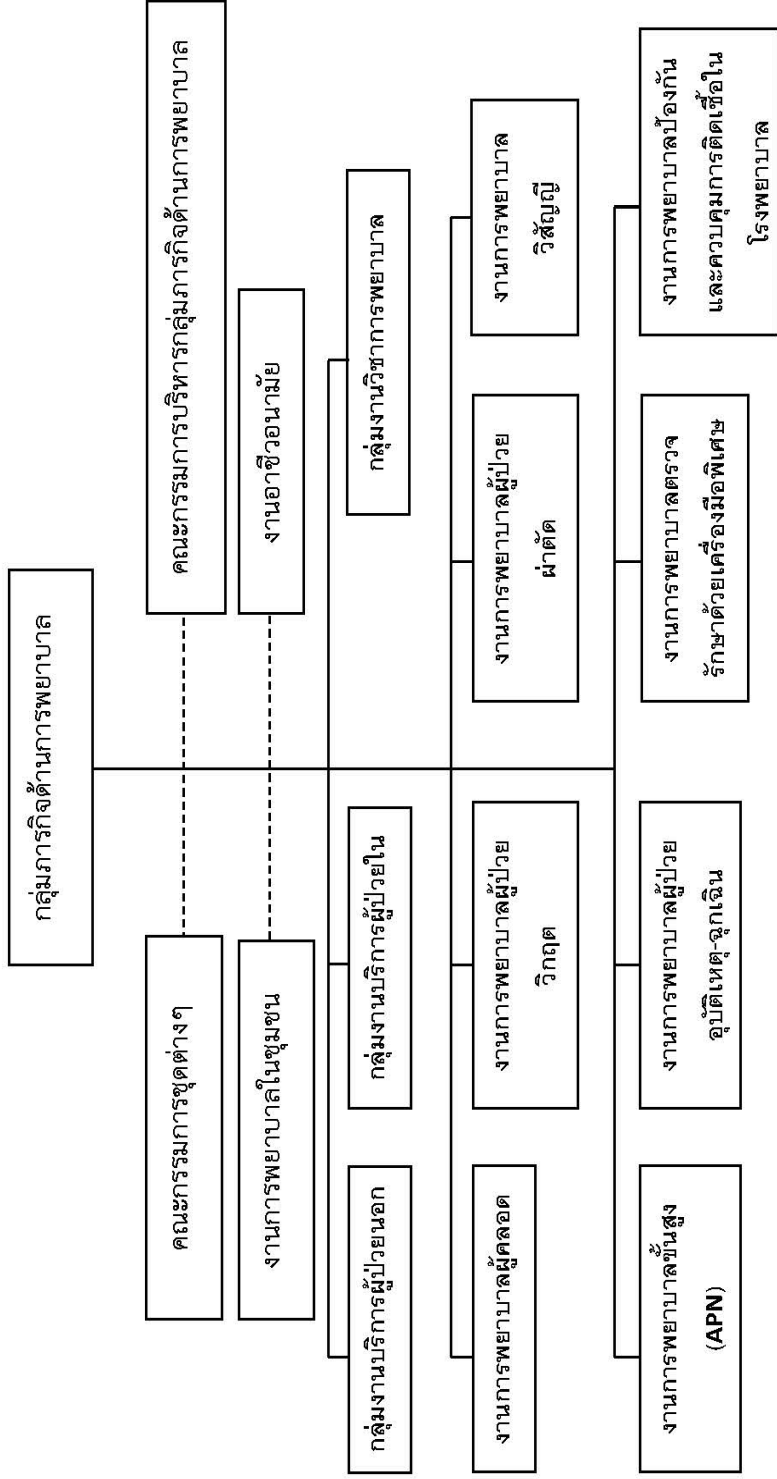 กลุ่มภารกิจด้านการพยาบาล
คณะกรรมการชุดต่างๆ
คณะกรรมการบริหารกลุ่มภารกิจด้านการพยาบาล
งานการพยาบาลในชุมชน
งานอาชีวอนามัย
กลุ่มงานบริการผู้ป่วยนอก
กลุ่มงานบริการผู้ป่วยใน
กลุ่มงานวิชาการพยาบาล
งานการพยาบาลผู้คลอด
งานการพยาบาลผู้ป่วย
วิกฤต
งานการพยาบาลผู้ป่วย
ผ่าตัด
งานการพยาบาล
วิสัญญี
งานการพยาบาลขั้นสูง
(APN)
งานการพยาบาลผู้ป่วย
อุบัติเหตุ-ฉุกเฉิน
งานการพยาบาลตรวจ
รักษาด้วยเครื่องมือพิเศษ
งานการพยาบาลป้องกัน
และควบคุมการติดเชื้อใน
โรงพยาบาล